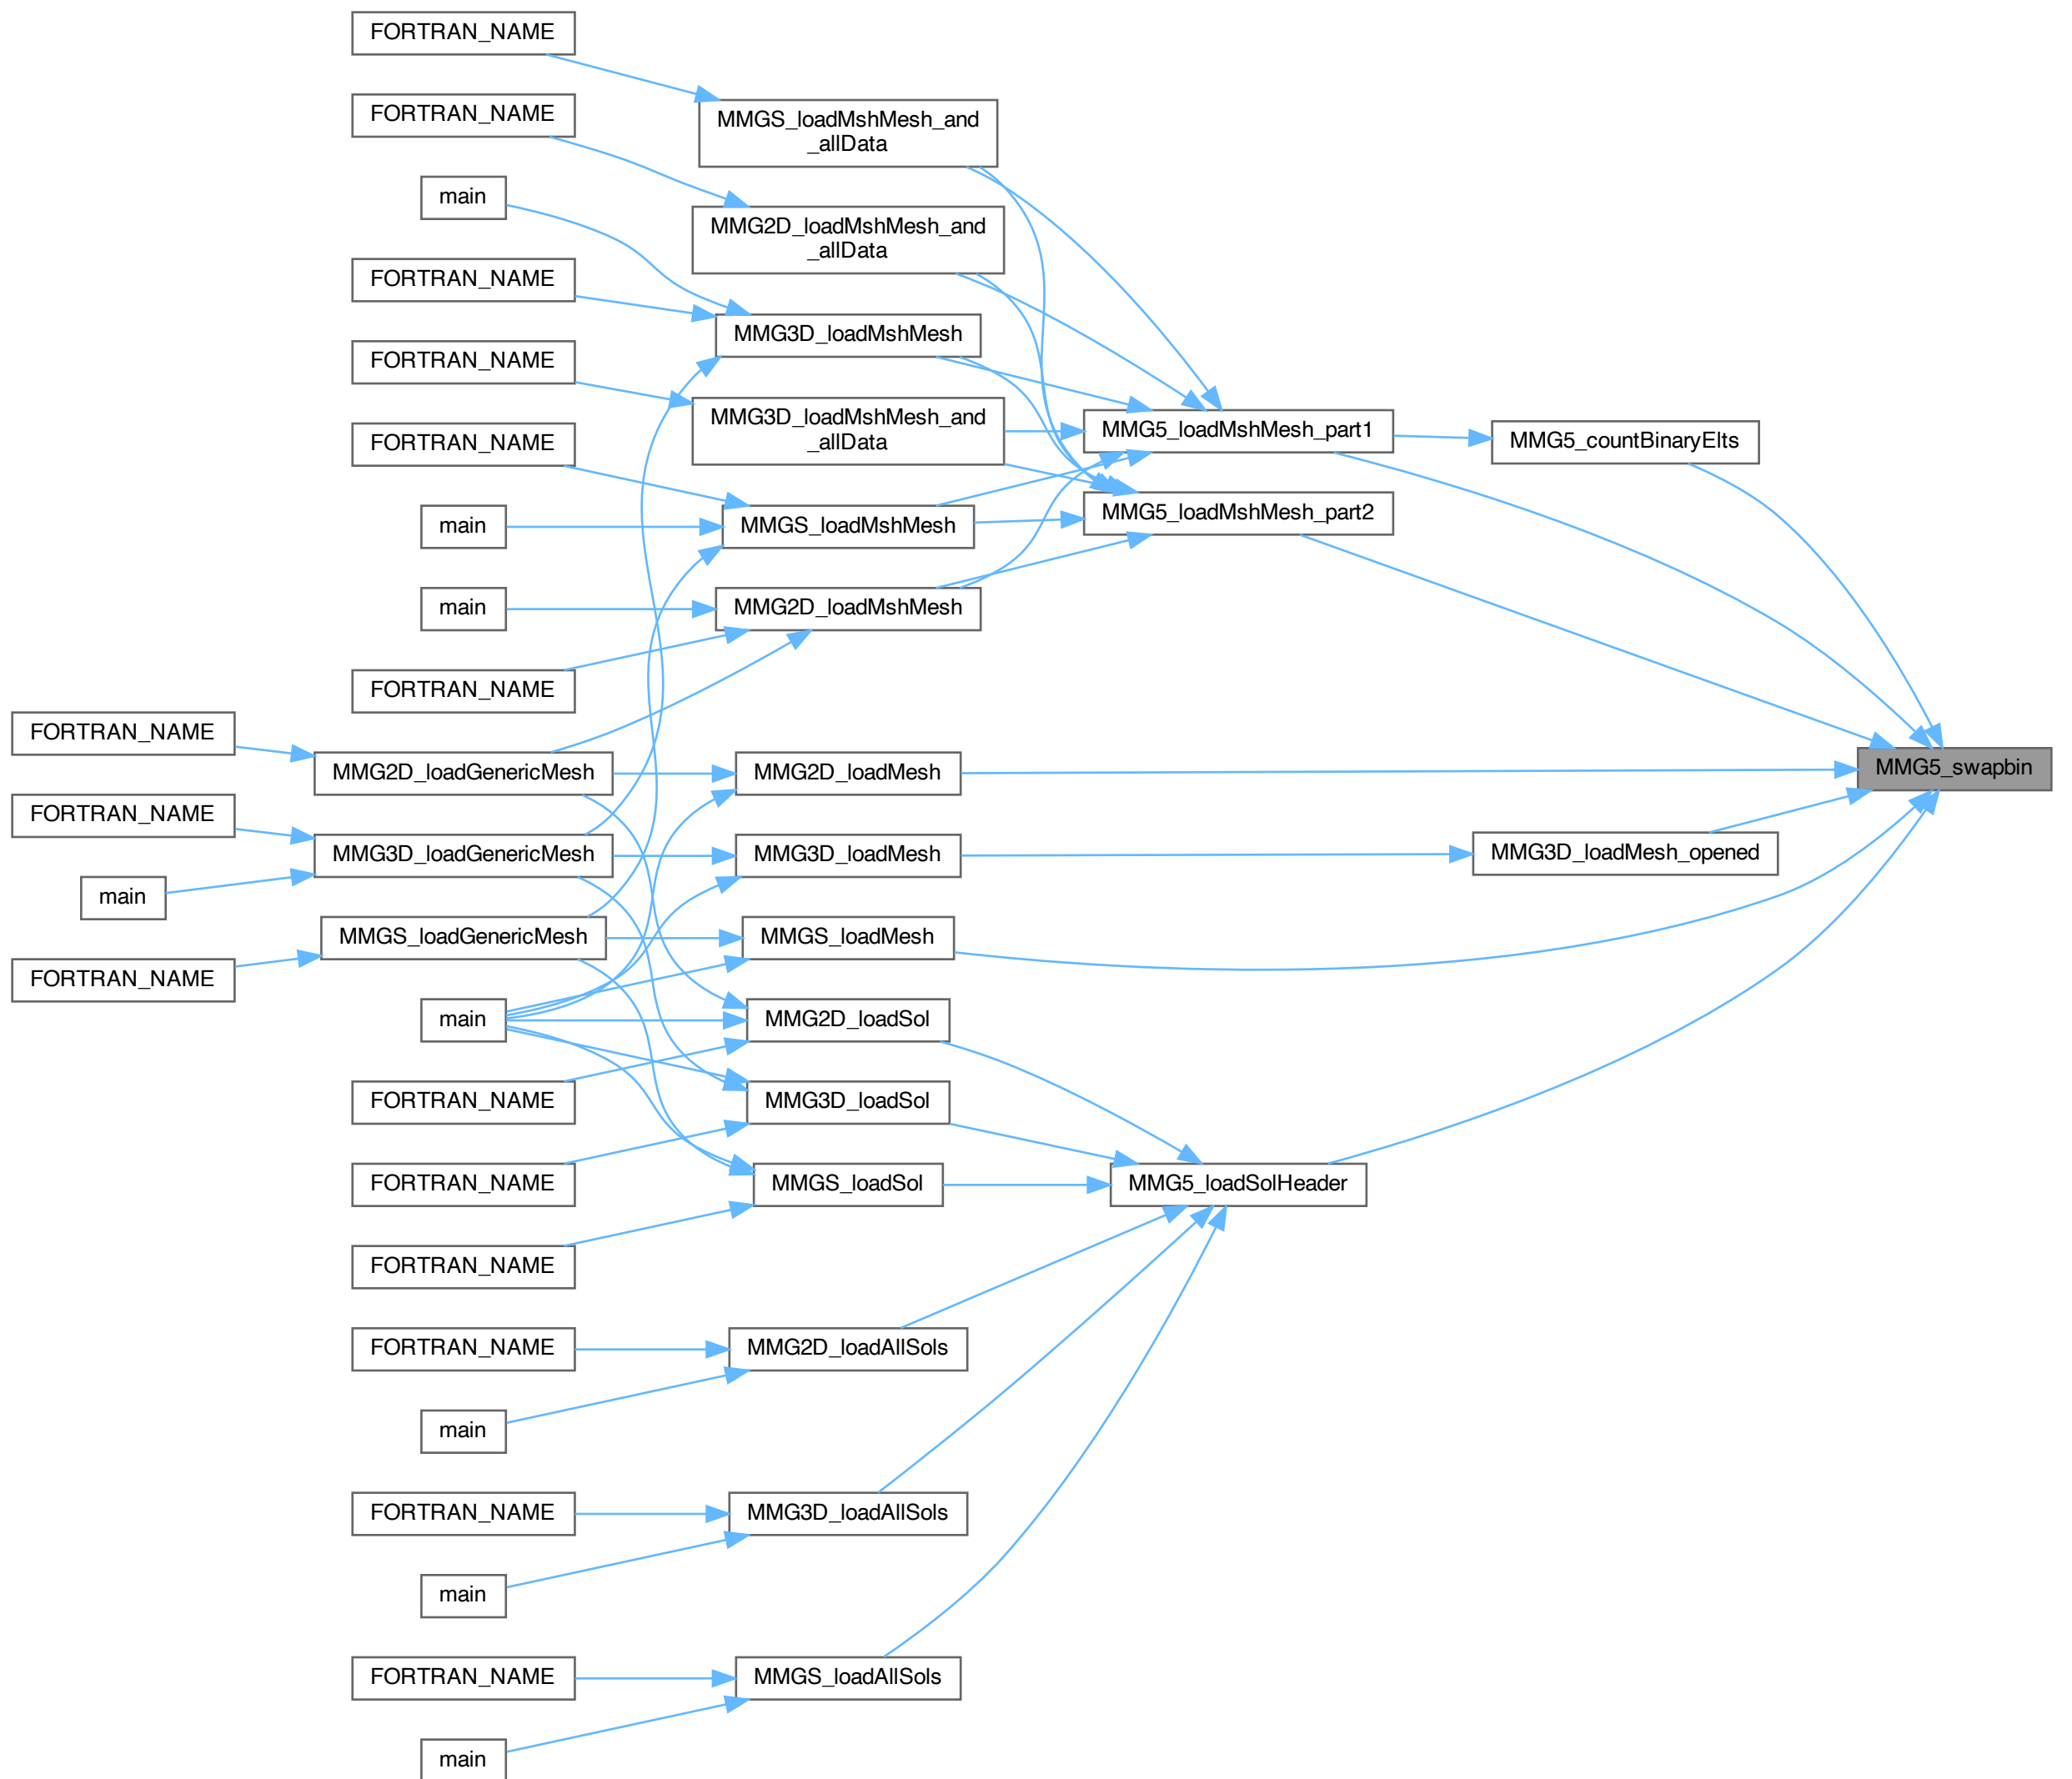 FORTRAN_NAME
FORTRAN_NAME
MMGS_loadMshMesh_and
_allData
main
MMG2D_loadMshMesh_and
_allData
FORTRAN_NAME
MMG3D_loadMshMesh
FORTRAN_NAME
MMG3D_loadMshMesh_and
_allData
MMG5_loadMshMesh_part1
MMG5_countBinaryElts
FORTRAN_NAME
MMG5_loadMshMesh_part2
main
MMGS_loadMshMesh
main
MMG2D_loadMshMesh
FORTRAN_NAME
FORTRAN_NAME
MMG2D_loadGenericMesh
MMG2D_loadMesh
MMG5_swapbin
FORTRAN_NAME
MMG3D_loadGenericMesh
MMG3D_loadMesh
MMG3D_loadMesh_opened
main
MMGS_loadGenericMesh
MMGS_loadMesh
FORTRAN_NAME
main
MMG2D_loadSol
FORTRAN_NAME
MMG3D_loadSol
FORTRAN_NAME
MMGS_loadSol
MMG5_loadSolHeader
FORTRAN_NAME
FORTRAN_NAME
MMG2D_loadAllSols
main
FORTRAN_NAME
MMG3D_loadAllSols
main
FORTRAN_NAME
MMGS_loadAllSols
main